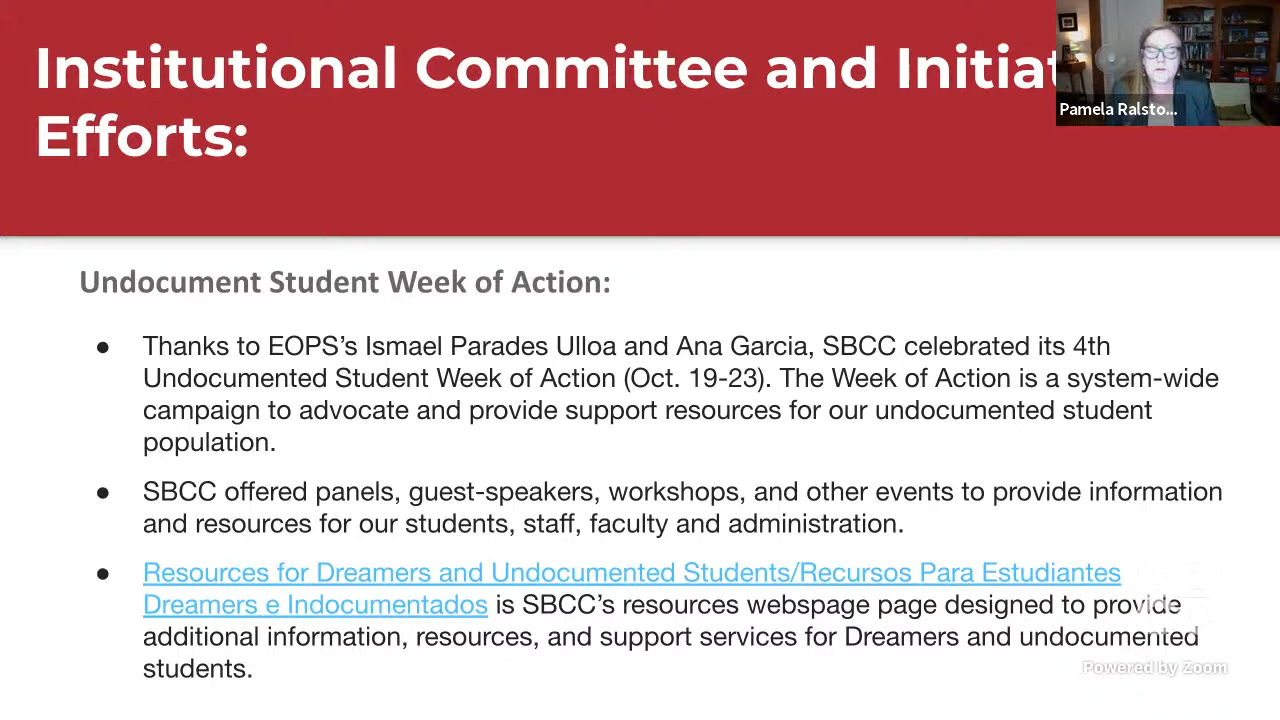 Institutional Committee and Initiat
Efforts:
Pamela Ralsto...
Undocument Student Week of Action:
● Thanks to EOPS’s Ismael Parades Ulloa and Ana Garcia, SBCC celebrated its 4th
Undocumented Student Week of Action (Oct. 19-23). The Week of Action is a system-wide
campaign to advocate and provide support resources for our undocumented student
population.
● SBCC offered panels, guest-speakers, workshops, and other events to provide information
and resources for our students, staff, faculty and administration.
● Resources for Dreamers and Undocumented Students/Recursos Para Estudiantes
Dreamers e Indocumentados is SBCC’s resources webspage page designed to provide
additional information, resources, and support services for Dreamers and undocumented
students.
Powered by Zoom